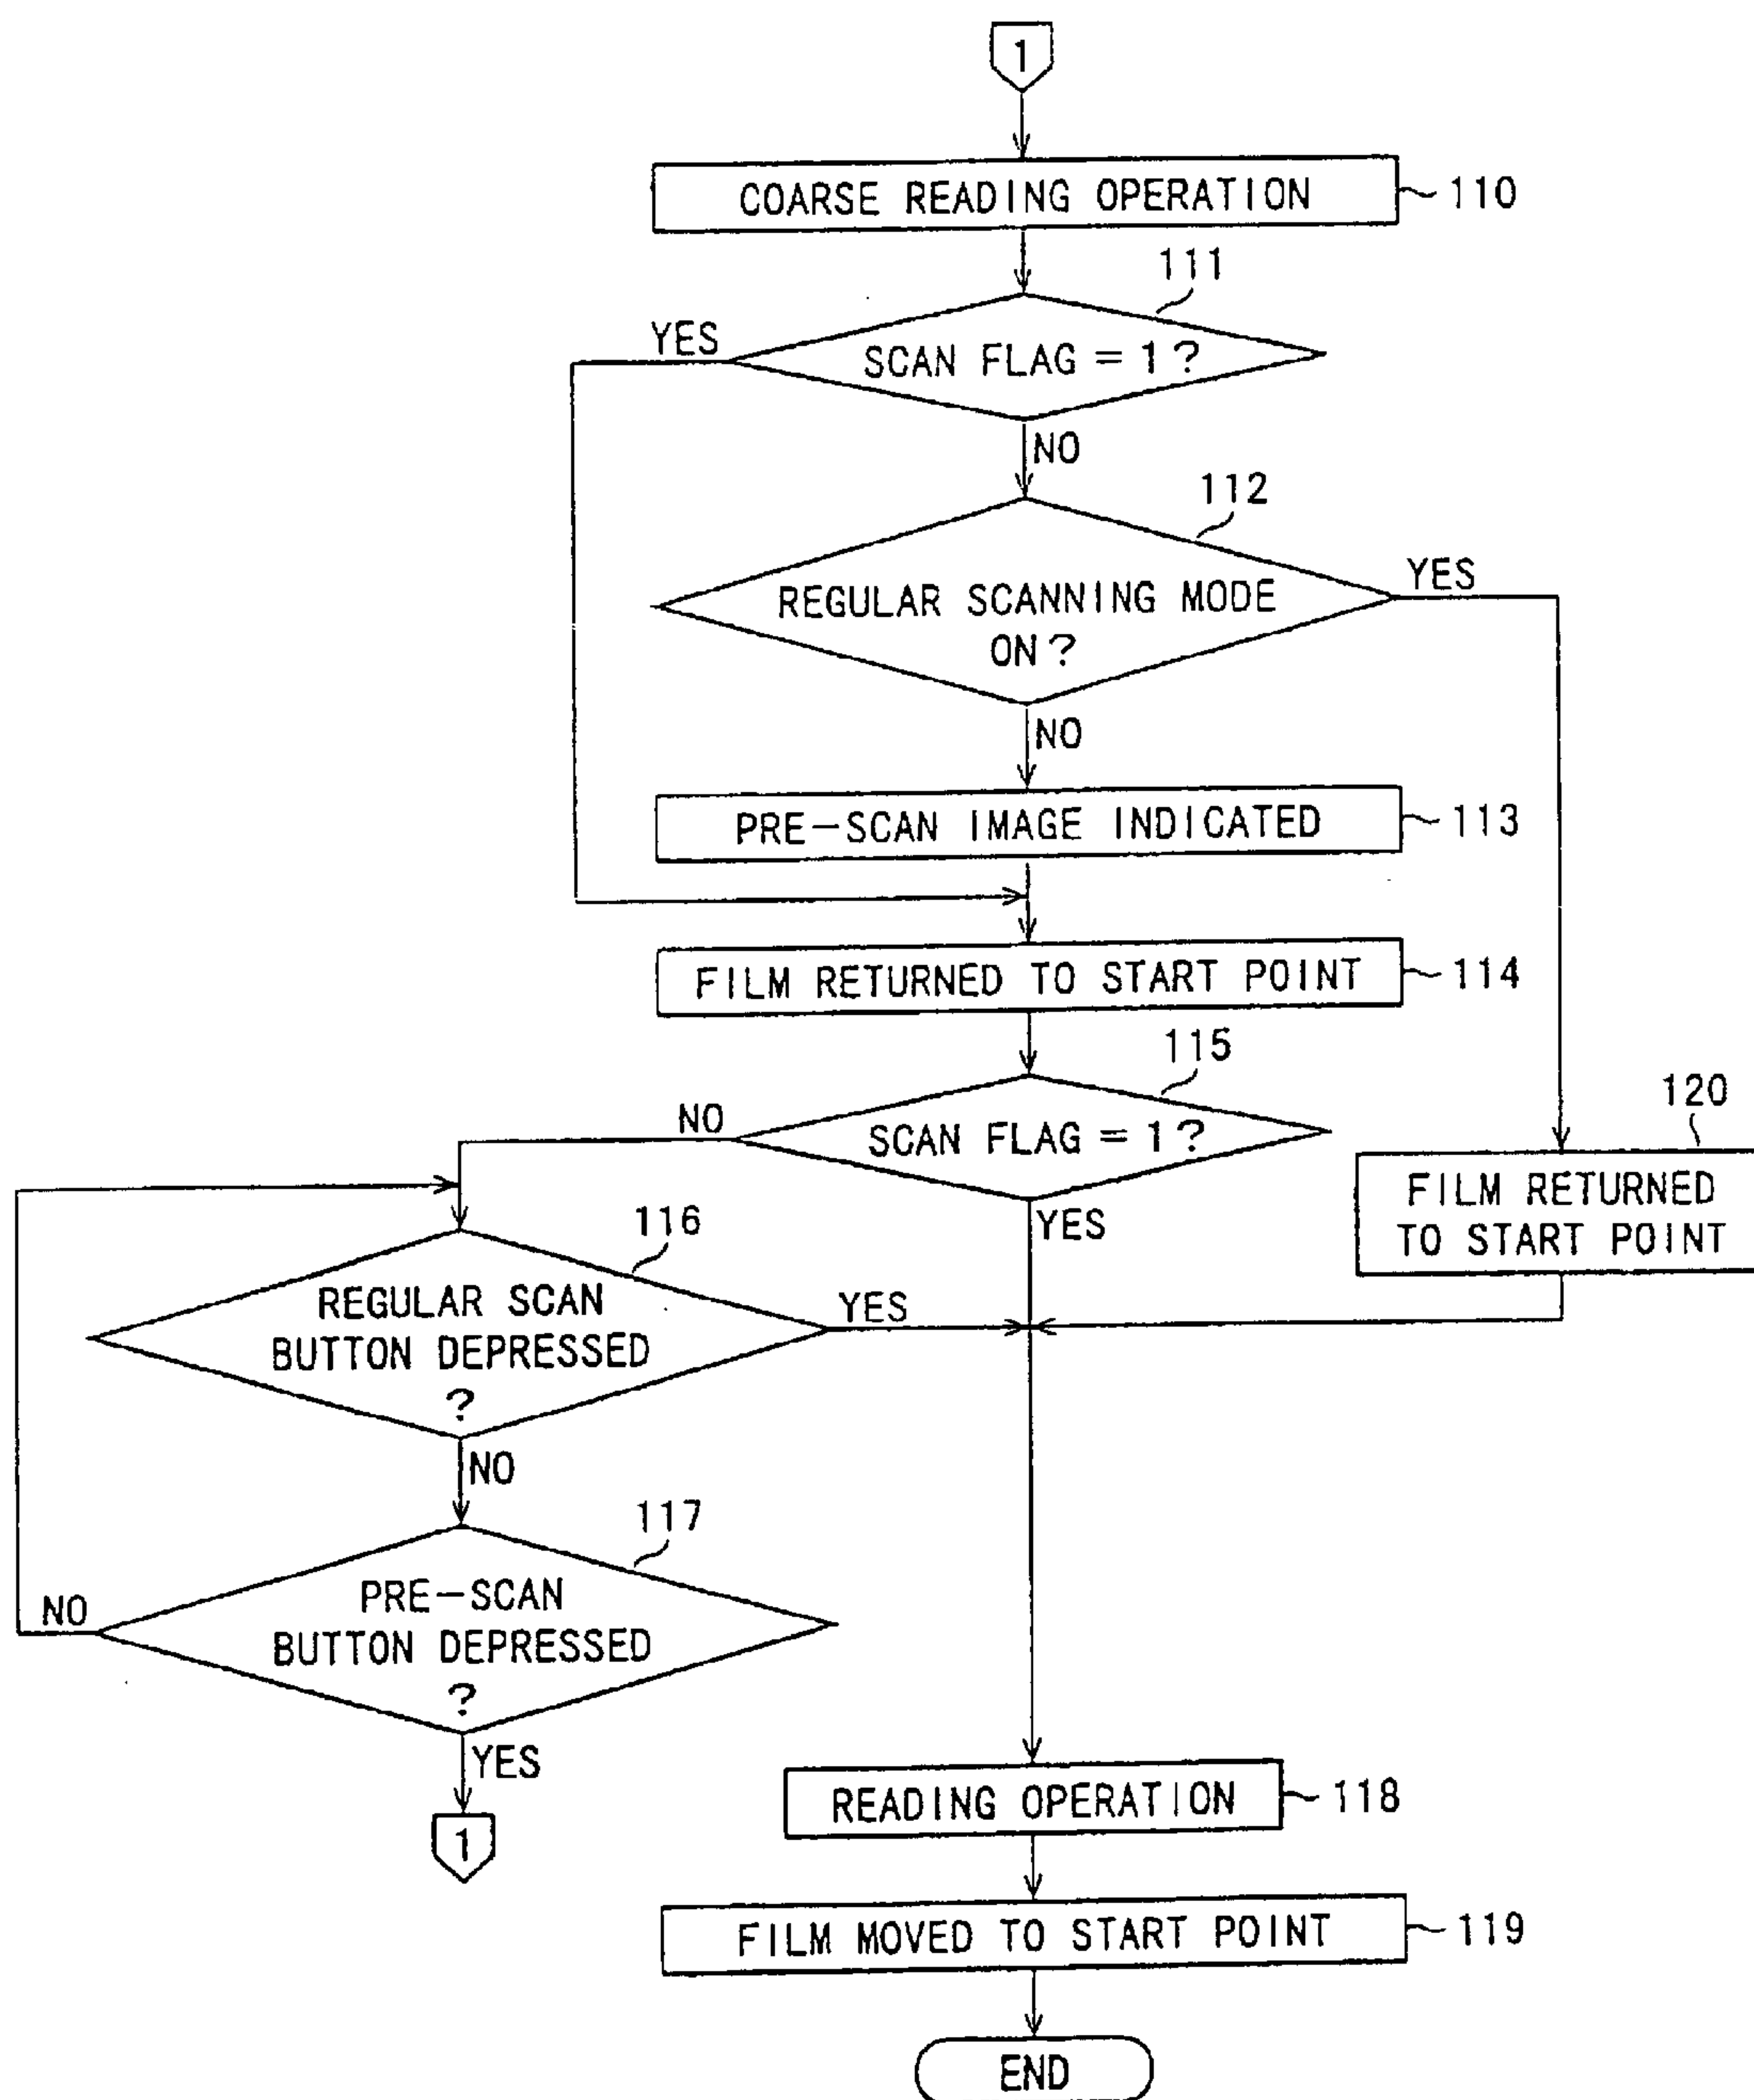 1
COARSE READING OPERATION
110
111
YES
SCAN FLAG = 1?
NO
112
YES
REGULAR SCANNING MODE
ON?
NO
PRE-SCAN IMAGE INDICATED
113
FILM RETURNED TO START POINT
114
115
NO
SCAN FLAG = 1?
YES
120
FILM RETURNED
TO START POINT
116
REGULAR SCAN
BUTTON DEPRESSED
?
YES
NO
117
NO
PRE-SCAN
BUTTON DEPRESSED
?
YES
1
READING OPERATION
118
FILM MOVED TO START POINT
119
END